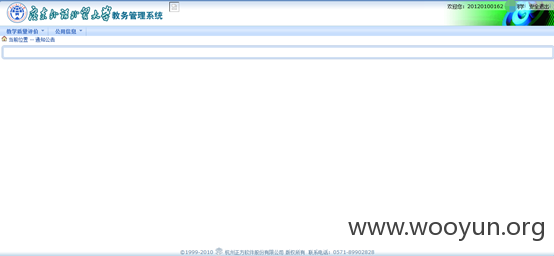 广东外语外贸大学教务管理系统
欢迎您：20120100162 同学 安全退出
教学质量评价 公用信息
当前位置 -- 通知公告
www.wooyun.org
©1999-2010 杭州正方软件股份有限公司 版权所有 联系电话：0571-89902828